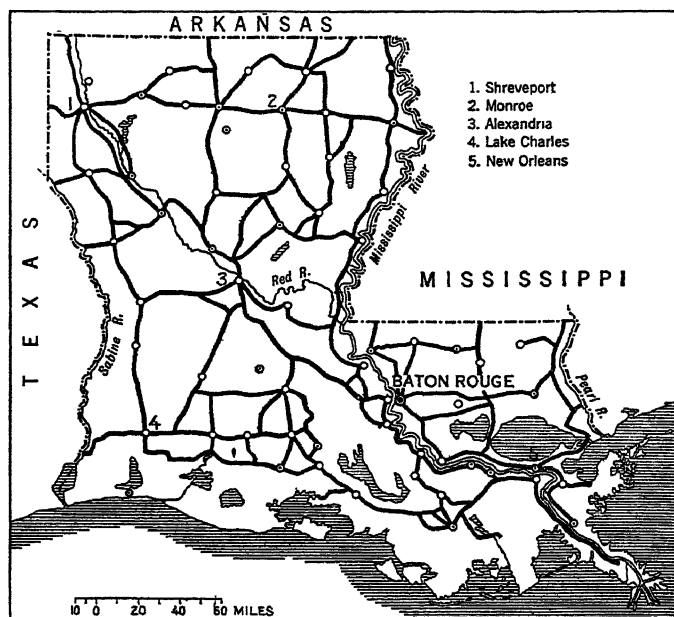 ARKANSAS
1. Shreveport
2. Monroe
3. Alexandria
4. Lake Charles
5. New Orleans
1
2
Mississippi River
TEXAS
MISSISSIPPI
3
Red R.
Sabine R.
BATON ROUGE
Pearl R.
4
5
10 0 20 40 60 MILES